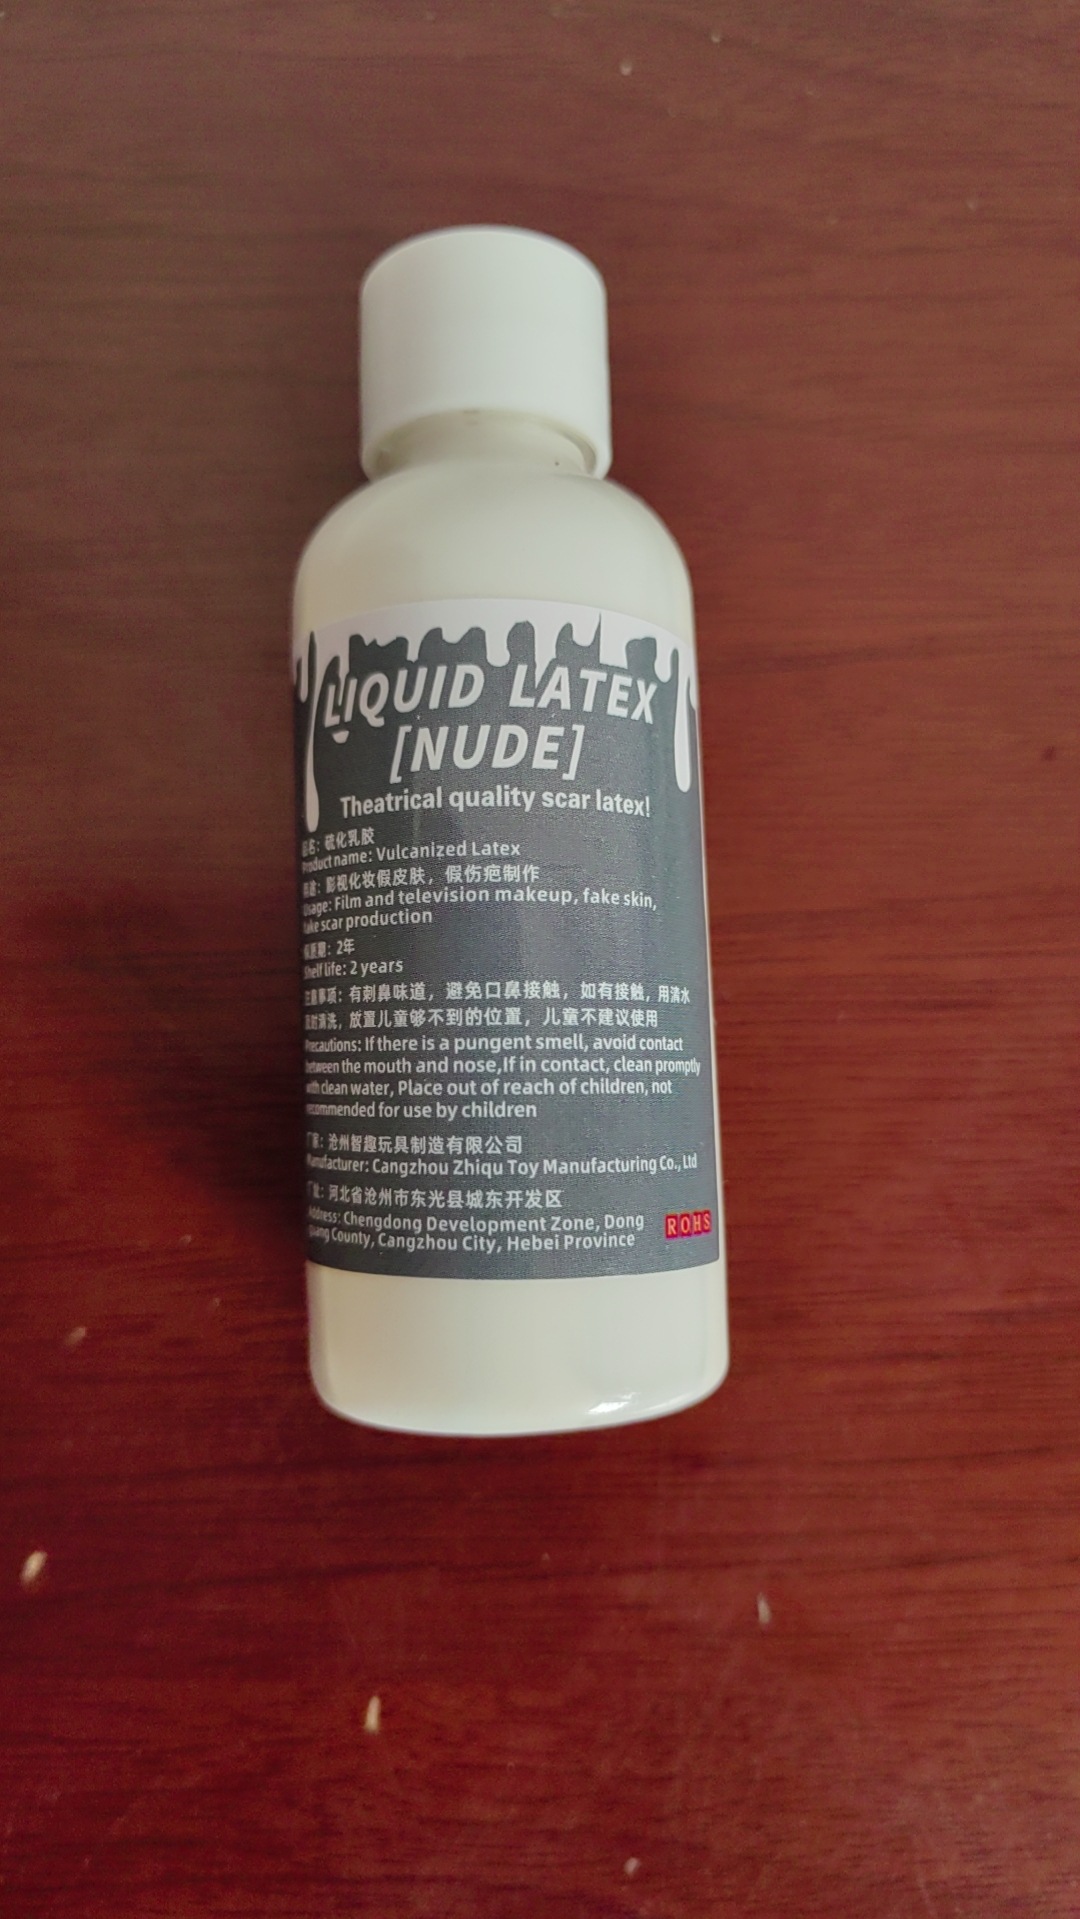 LIQUID LATEX
[NUDE]
Theatrical quality scar latex!
品名：硫化乳胶
Product name: Vulcanized Latex
用途：影视化妆假皮肤，假伤疤制作
Usage: Film and television makeup, fake skin,
fake scar production
保质期：2年
Shelf life: 2 years
注意事项：有刺鼻味道，避免口鼻接触，如有接触，用清水
及时清洗，放置儿童够不到的位置，儿童不建议使用
Precautions: If there is a pungent smell, avoid contact
between the mouth and nose,If in contact, clean promptly
with clean water, Place out of reach of children, not
recommended for use by children
厂家：沧州智趣玩具制造有限公司
Manufacturer: Cangzhou Zhiqu Toy Manufacturing Co., Ltd
厂址：河北省沧州市东光县城东开发区
Address: Chengdong Development Zone, Dong
guang County, Cangzhou City, Hebei Province
ROHS